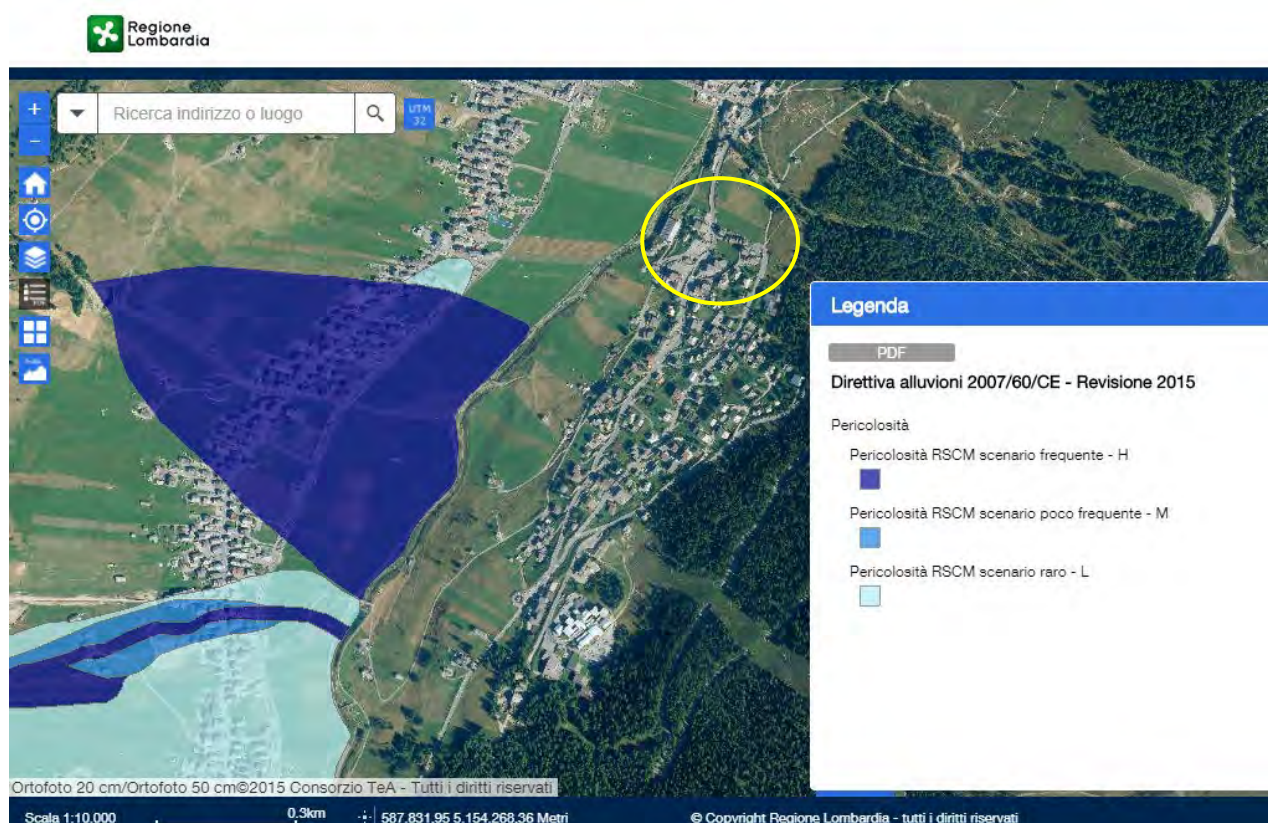 Regione
Lombardia
+
Ricerca indirizzo o luogo
UTM
32
-
Legenda
PDF
Direttiva alluvioni 2007/60/CE - Revisione 2015
Pericolosità
Pericolosità RSCM scenario frequente - H
Pericolosità RSCM scenario poco frequente - M
Pericolosità RSCM scenario raro - L
Ortofoto 20 cm/Ortofoto 50 cm©2015 Consorzio TeA - Tutti i diritti riservati
Scala 1:10.000
0.3km
587.831,95 5.154.268,36 Metri
© Copyright Regione Lombardia - tutti i diritti riservati